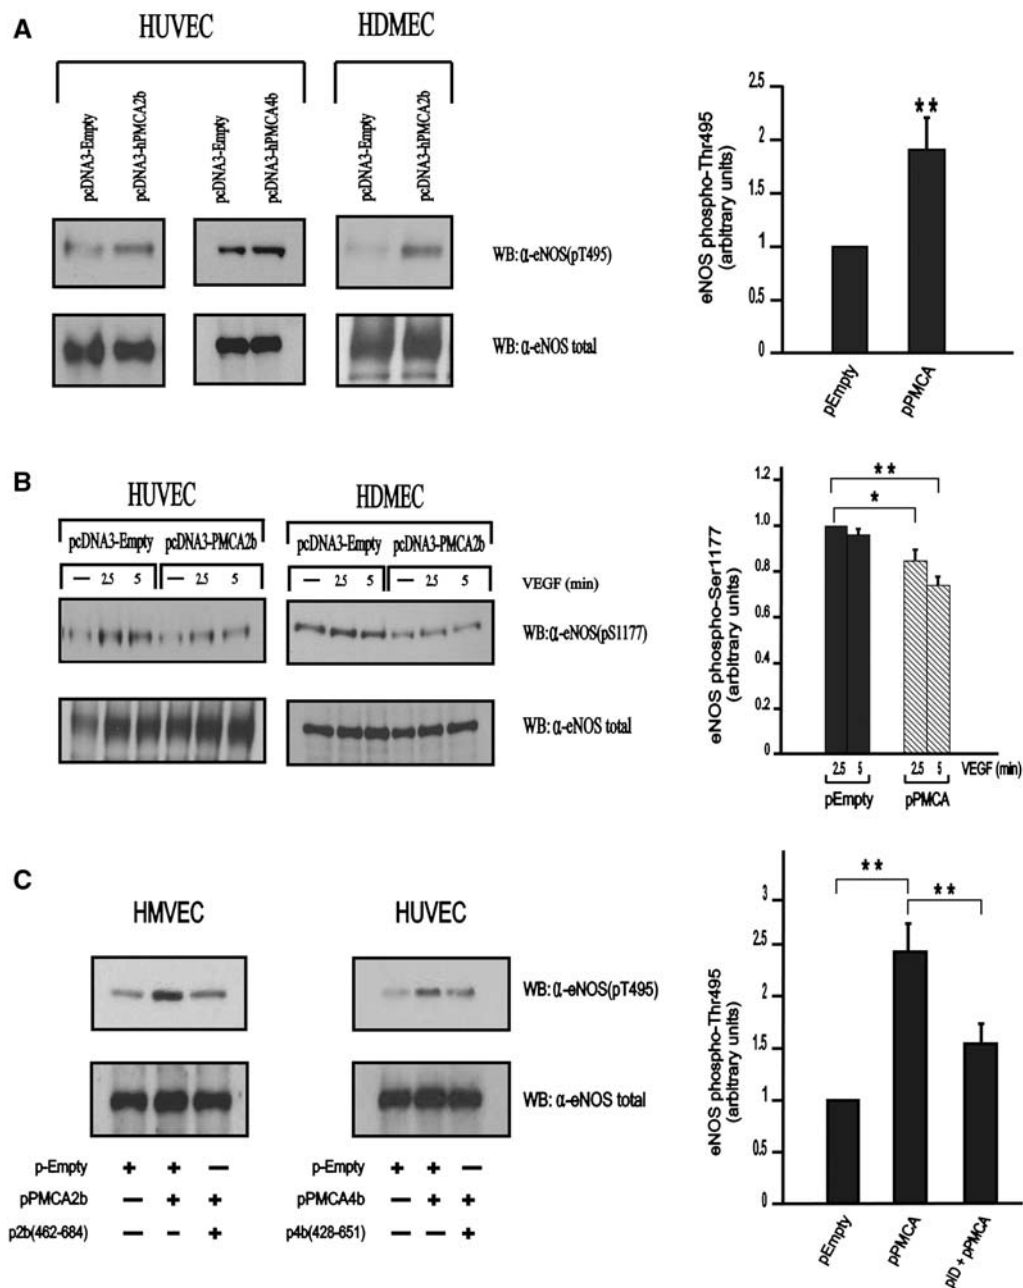 A
HUVEC
HDMEC
pcDNA3-Empty
pcDNA3-hPMCA2b
pcDNA3-Empty
pcDNA3-hPMCA4b
pcDNA3-Empty
pcDNA3-hPMCA2b
WB: α-eNOS(pT495)
WB: α-eNOS total
eNOS phospho-Thr495
(arbitrary units)
2.5
2
1.5
1
0.5
0
**
pEmpty
pPMCA
B
HUVEC
HDMEC
pcDNA3-Empty
pcDNA3-PMCA2b
pcDNA3-Empty
pcDNA3-PMCA2b
— 2.5 5 — 2.5 5
— 2.5 5 — 2.5 5
VEGF (min)
WB: α-eNOS(pS1177)
WB: α-eNOS total
eNOS phospho-Ser1177
(arbitrary units)
1.2
1.0
0.8
0.6
0.4
0.2
0
**
*
2.5 5 2.5 5 VEGF (min)
pEmpty
pPMCA
C
HMVEC
HUVEC
WB: α-eNOS(pT495)
WB: α-eNOS total
p-Empty + + —
pPMCA2b — + +
p2b(462-684) — — +
p-Empty + + —
pPMCA4b — + +
p4b(428-651) — — +
eNOS phospho-Thr495
(arbitrary units)
3
2.5
2
1.5
1
0.5
0
**
**
pEmpty
pPMCA
pID + pPMCA